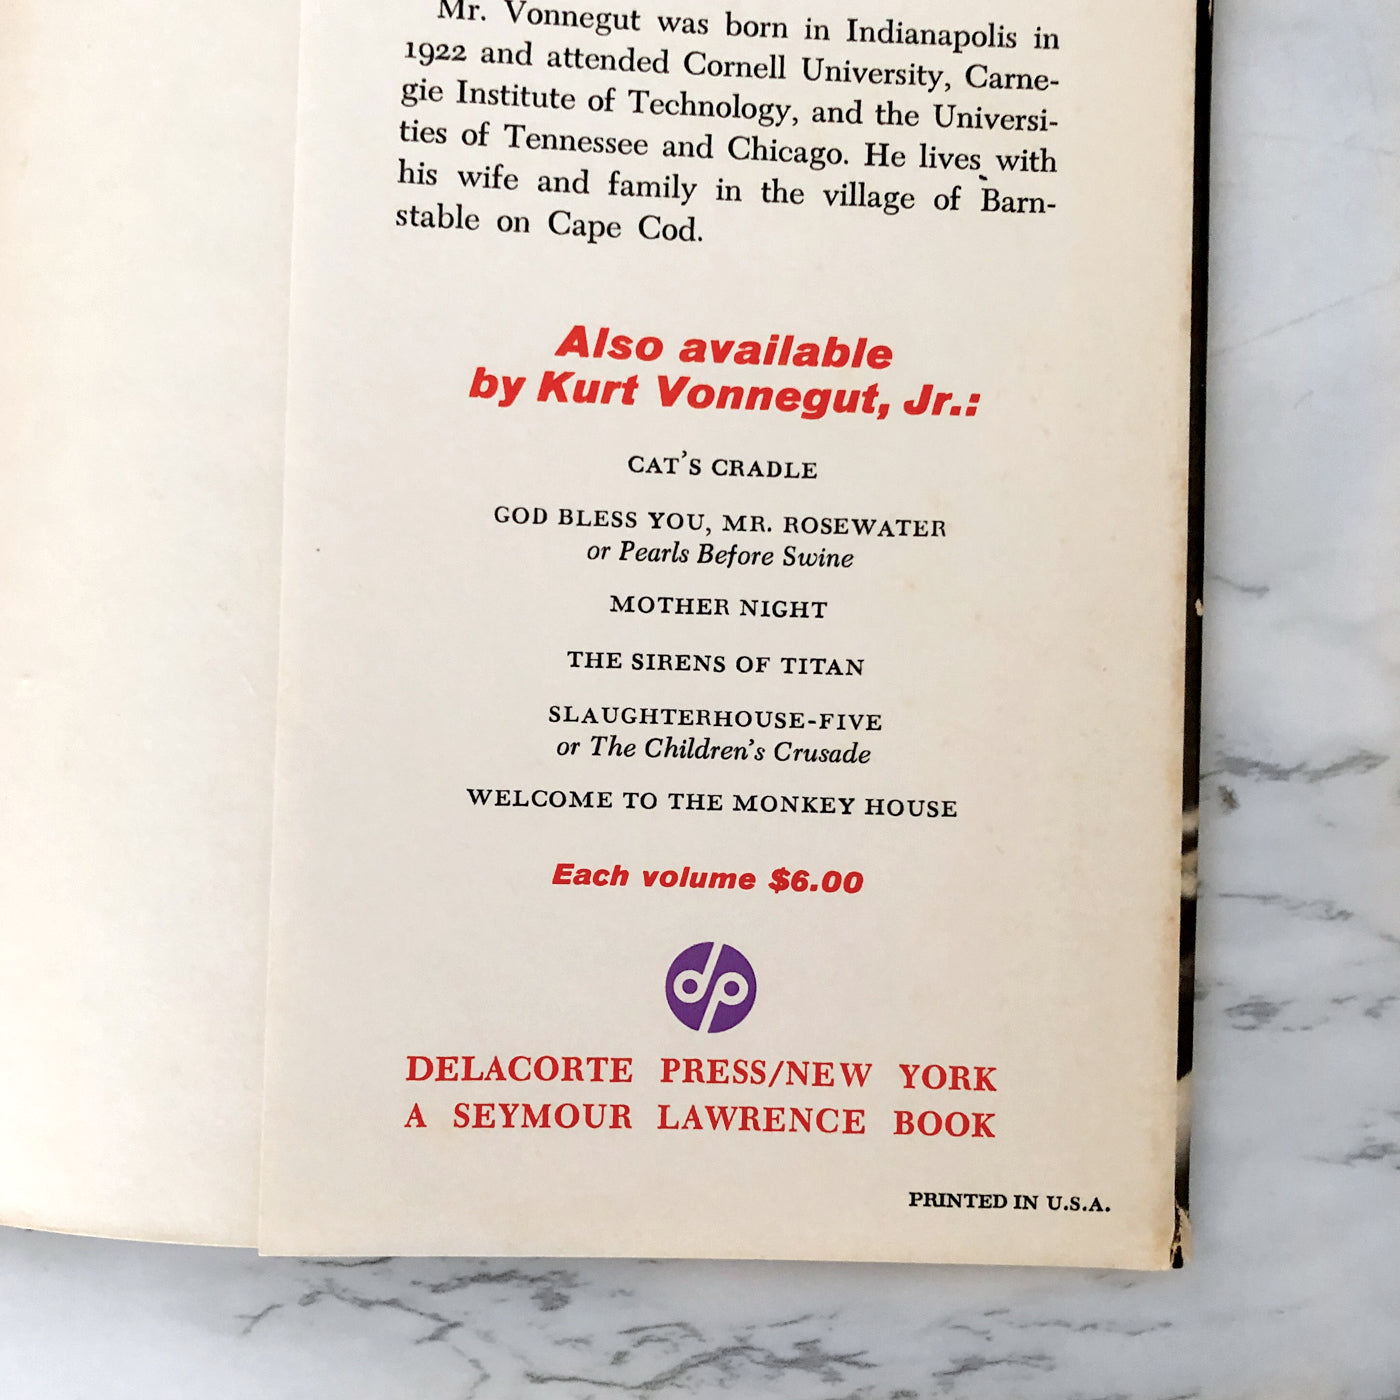 Mr. Vonnegut was born in Indianapolis in
1922 and attended Cornell University, Carne-
gie Institute of Technology, and the Universi-
ties of Tennessee and Chicago. He lives with
his wife and family in the village of Barn-
stable on Cape Cod.
Also available
by Kurt Vonnegut, Jr.:
CAT'S CRADLE
GOD BLESS YOU, MR. ROSEWATER
or Pearls Before Swine
MOTHER NIGHT
THE SIRENS OF TITAN
SLAUGHTERHOUSE-FIVE
or The Children's Crusade
WELCOME TO THE MONKEY HOUSE
Each volume $6.00
dp
DELACORTE PRESS/NEW YORK
A SEYMOUR LAWRENCE BOOK
PRINTED IN U.S.A.